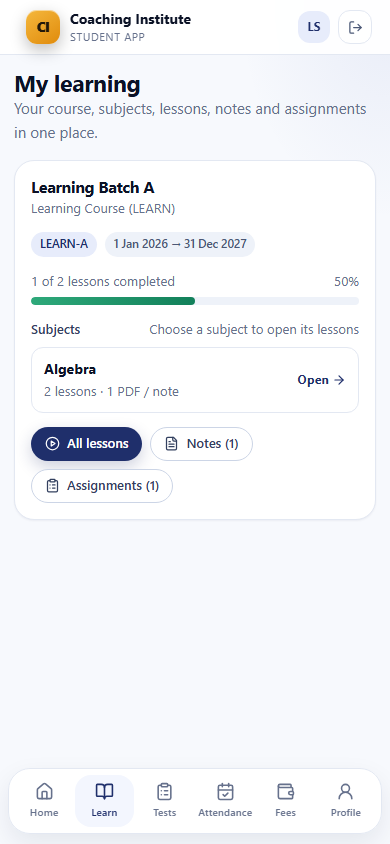 CI
Coaching Institute
STUDENT APP
LS
My learning
Your course, subjects, lessons, notes and assignments
in one place.
Learning Batch A
Learning Course (LEARN)
LEARN-A
1 Jan 2026 → 31 Dec 2027
1 of 2 lessons completed
50%
Subjects
Choose a subject to open its lessons
Algebra
2 lessons · 1 PDF / note
Open →
All lessons
Notes (1)
Assignments (1)
Home
Learn
Tests
Attendance
Fees
Profile